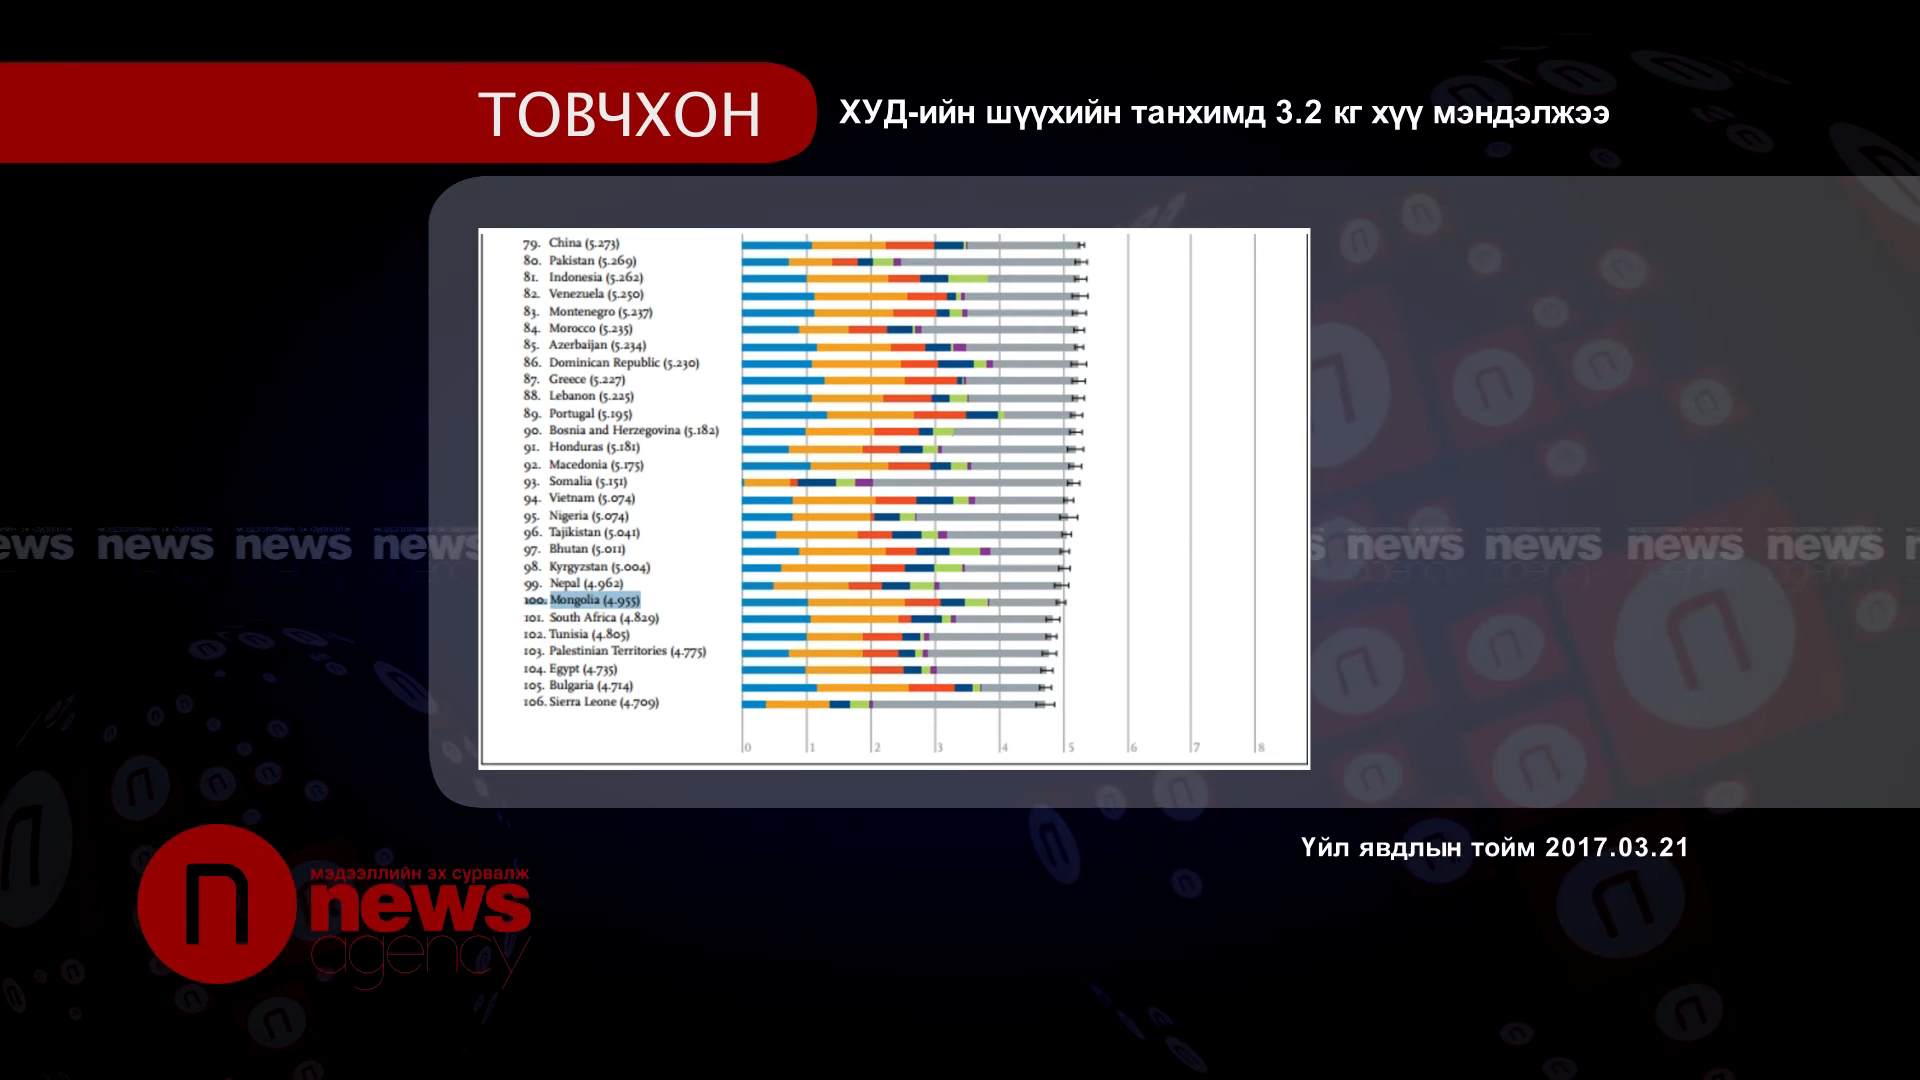 ТОВЧХОН
ХУД-ийн шүүхийн танхимд 3.2 кг хүү мэндэлжээ
79. China (5.273)
80. Pakistan (5.269)
81. Indonesia (5.262)
82. Venezuela (5.250)
83. Montenegro (5.237)
84. Morocco (5.235)
85. Azerbaijan (5.234)
86. Dominican Republic (5.230)
87. Greece (5.227)
88. Lebanon (5.225)
89. Portugal (5.195)
90. Bosnia and Herzegovina (5.182)
91. Honduras (5.181)
92. Macedonia (5.175)
93. Somalia (5.151)
94. Vietnam (5.074)
95. Nigeria (5.074)
96. Tajikistan (5.041)
97. Bhutan (5.011)
98. Kyrgyzstan (5.004)
99. Nepal (4.962)
100. Mongolia (4.955)
101. South Africa (4.829)
102. Tunisia (4.805)
103. Palestinian Territories (4.775)
104. Egypt (4.735)
105. Bulgaria (4.714)
106. Sierra Leone (4.709)
0 1 2 3 4 5 6 7 8
ews news news news news news news news
Үйл явдлын тойм 2017.03.21
мэдээллийн эх сурвалж
n news
agency